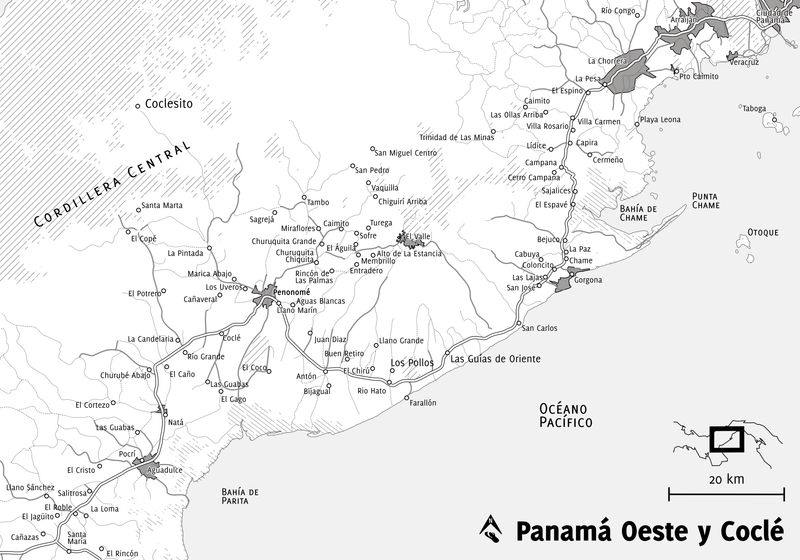 Río Congo
Arraiján
Ciudad de
Panamá
La Chorrera
Veracruz
Pto Caimito
La Pesa
El Espino
Coclesito
Caimito
Las Ollas Arriba
Taboga
Villa Carmen
Playa Leona
Villa Rosario
Trinidad de Las Minas
Lídice
Capira
Cermeño
CORDILLERA CENTRAL
San Miguel Centro
Campana
San Pedro
Cerro Campana
Vaquilla
Sajalices
Chiguirí Arriba
Tambo
El Espavé
PUNTA
CHAME
Santa Marta
Sagrejá
BAHÍA DE
CHAME
Miraflores
Caimito
Turega
El Copé
Sofre
El Valle
OTOQUE
Churuquita Grande
El Águila
Bejuco
La Pintada
Churuquita
Chiquita
Membrillo
Alto de La Estancia
La Paz
Cabuya
Chame
Coloncito
Entradero
Rincón de
Las Palmas
Marica Abajo
Las Lajas
Gorgona
Los Uveros
San José
El Potrero
Cañaveral
Penonomé
Aguas Blancas
Llano Marín
San Carlos
La Candelaria
Coclé
Juan Diaz
Llano Grande
Río Grande
Buen Retiro
Las Guías de Oriente
Los Pollos
Churubé Abajo
El Caño
El Coco
Antón
El Chirú
Las Guabas
Bijagual
Rio Hato
El Gago
Farallón
El Cortezo
Natá
OCÉANO
PACÍFICO
Las Guabas
Pocrí
El Cristo
Aguadulce
20 km
Llano Sánchez
Salitrosa
BAHÍA DE
PARITA
El Roble
La Loma
El Jagüito
Cañazas
Santa
María
El Rincón
Panamá Oeste y Coclé